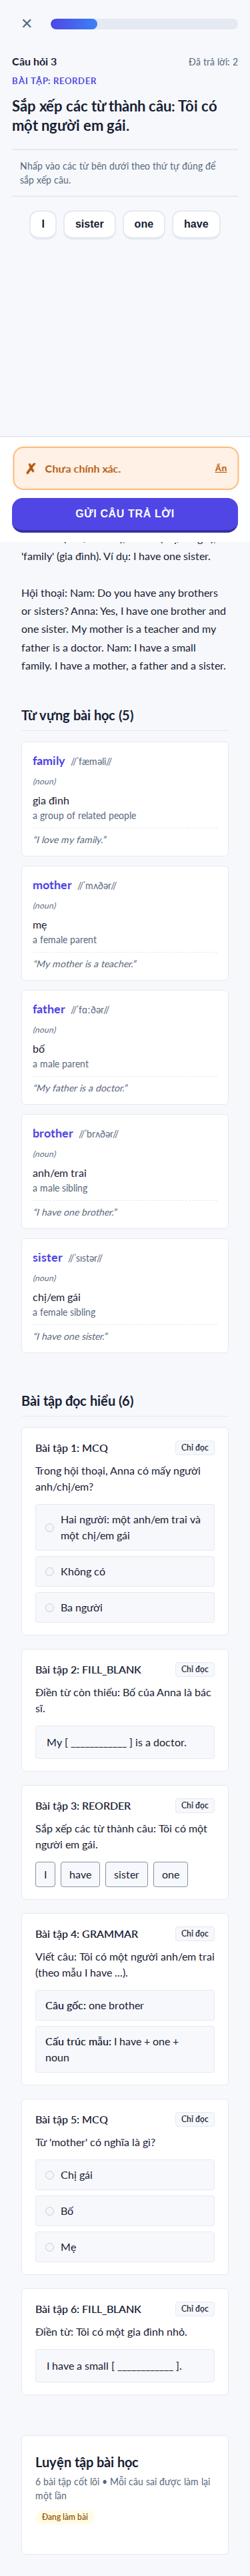 ✕
Câu hỏi 3
Đã trả lời: 2
BÀI TẬP: REORDER
Sắp xếp các từ thành câu: Tôi có
một người em gái.
Nhấp vào các từ bên dưới theo thứ tự đúng để
sắp xếp câu.
I sister one have
✗ Chưa chính xác. Ẩn
GỬI CÂU TRẢ LỜI
'family' (gia đình). Ví dụ: I have one sister.
Hội thoại: Nam: Do you have any brothers
or sisters? Anna: Yes, I have one brother and
one sister. My mother is a teacher and my
father is a doctor. Nam: I have a small
family. I have a mother, a father and a sister.
Từ vựng bài học (5)
family //ˈfæməli//
(noun)
gia đình
a group of related people
“I love my family.”
mother //ˈmʌðər//
(noun)
mẹ
a female parent
“My mother is a teacher.”
father //ˈfɑːðər//
(noun)
bố
a male parent
“My father is a doctor.”
brother //ˈbrʌðər//
(noun)
anh/em trai
a male sibling
“I have one brother.”
sister //ˈsɪstər//
(noun)
chị/em gái
a female sibling
“I have one sister.”
Bài tập đọc hiểu (6)
Bài tập 1: MCQ Chỉ đọc
Trong hội thoại, Anna có mấy người
anh/chị/em?
Hai người: một anh/em trai và
một chị/em gái
Không có
Ba người
Bài tập 2: FILL_BLANK Chỉ đọc
Điền từ còn thiếu: Bố của Anna là bác
sĩ.
My [ ____________ ] is a doctor.
Bài tập 3: REORDER Chỉ đọc
Sắp xếp các từ thành câu: Tôi có một
người em gái.
I have sister one
Bài tập 4: GRAMMAR Chỉ đọc
Viết câu: Tôi có một người anh/em trai
(theo mẫu I have ...).
Câu gốc: one brother
Cấu trúc mẫu: I have + one +
noun
Bài tập 5: MCQ Chỉ đọc
Từ 'mother' có nghĩa là gì?
Chị gái
Bố
Mẹ
Bài tập 6: FILL_BLANK Chỉ đọc
Điền từ: Tôi có một gia đình nhỏ.
I have a small [ ____________ ].
Luyện tập bài học
6 bài tập cốt lõi • Mỗi câu sai được làm lại
một lần
Đang làm bài